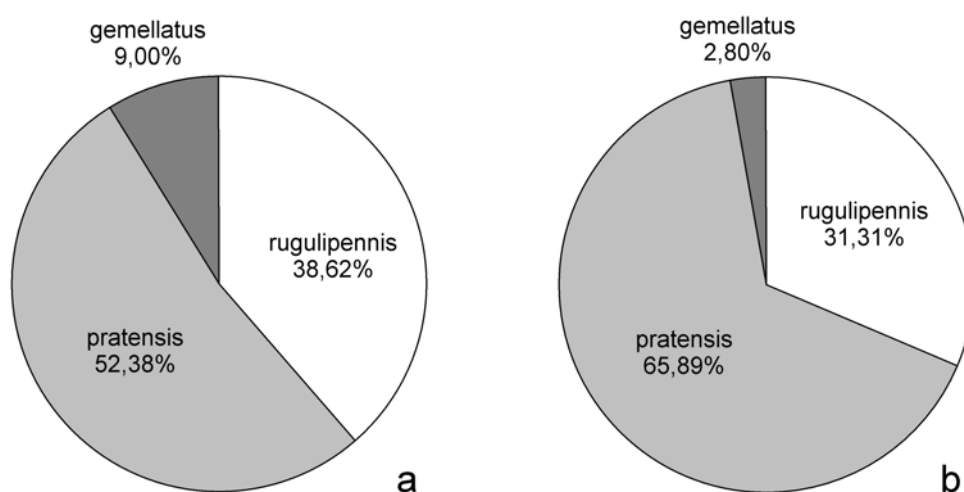 gemellatus
9,00%
rugulipennis
38,62%
pratensis
52,38%
a
gemellatus
2,80%
rugulipennis
31,31%
pratensis
65,89%
b